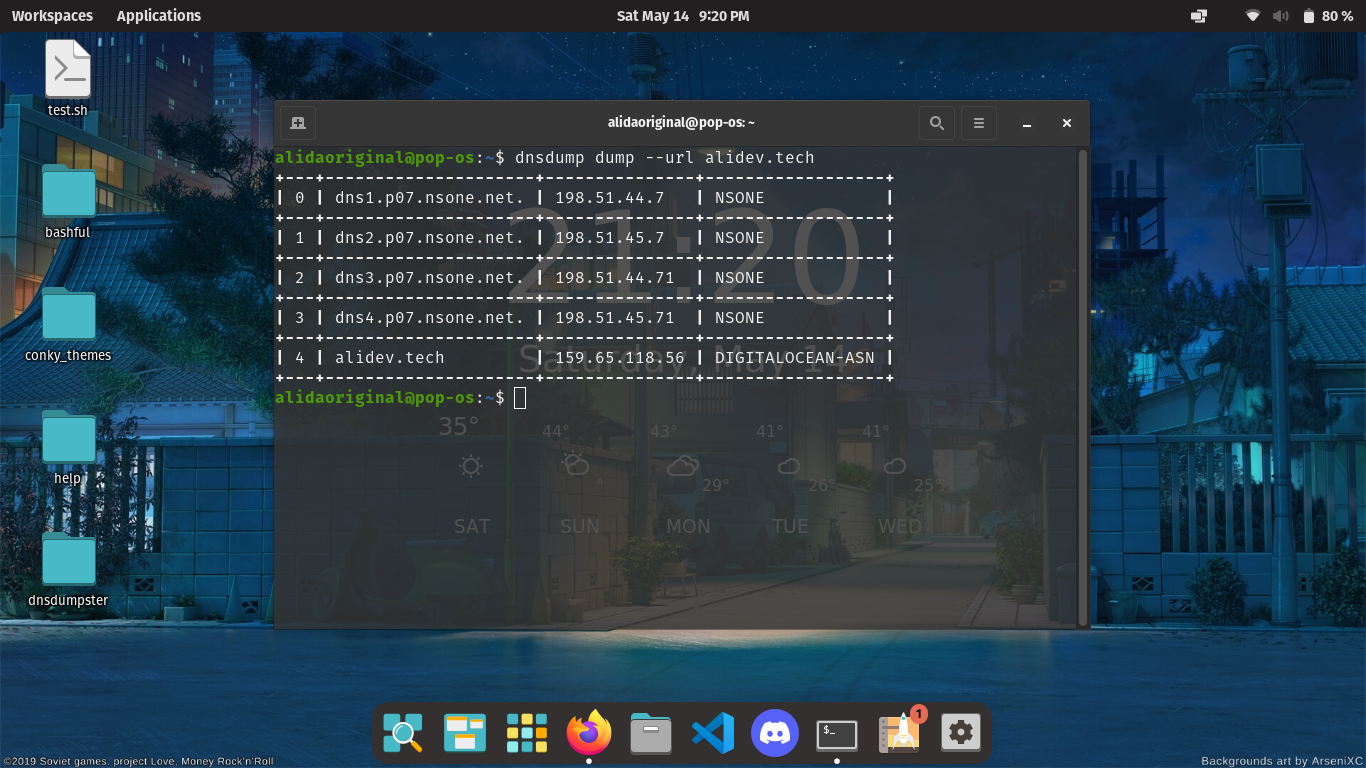 Workspaces Applications Sat May 14 9:20 PM 80 %
test.sh
bashful
conky_themes
help
dnsdumpster
alidaoriginal@pop-os: ~
alidaoriginal@pop-os:~$ dnsdump dump --url alidev.tech
| 0 | dns1.p07.nsone.net. | 198.51.44.7 | NSONE |
| 1 | dns2.p07.nsone.net. | 198.51.45.7 | NSONE |
| 2 | dns3.p07.nsone.net. | 198.51.44.71 | NSONE |
| 3 | dns4.p07.nsone.net. | 198.51.45.71 | NSONE |
| 4 | alidev.tech | 159.65.118.56 | DIGITALOCEAN-ASN |
alidaoriginal@pop-os:~$
21:20
Saturday, May 14
35° 44° 43° 41° 41°
° 29° 26° 25°
SAT SUN MON TUE WED
$_
1
©2019 Soviet games. project Love, Money Rock'n'Roll
Backgrounds art by ArseniXC